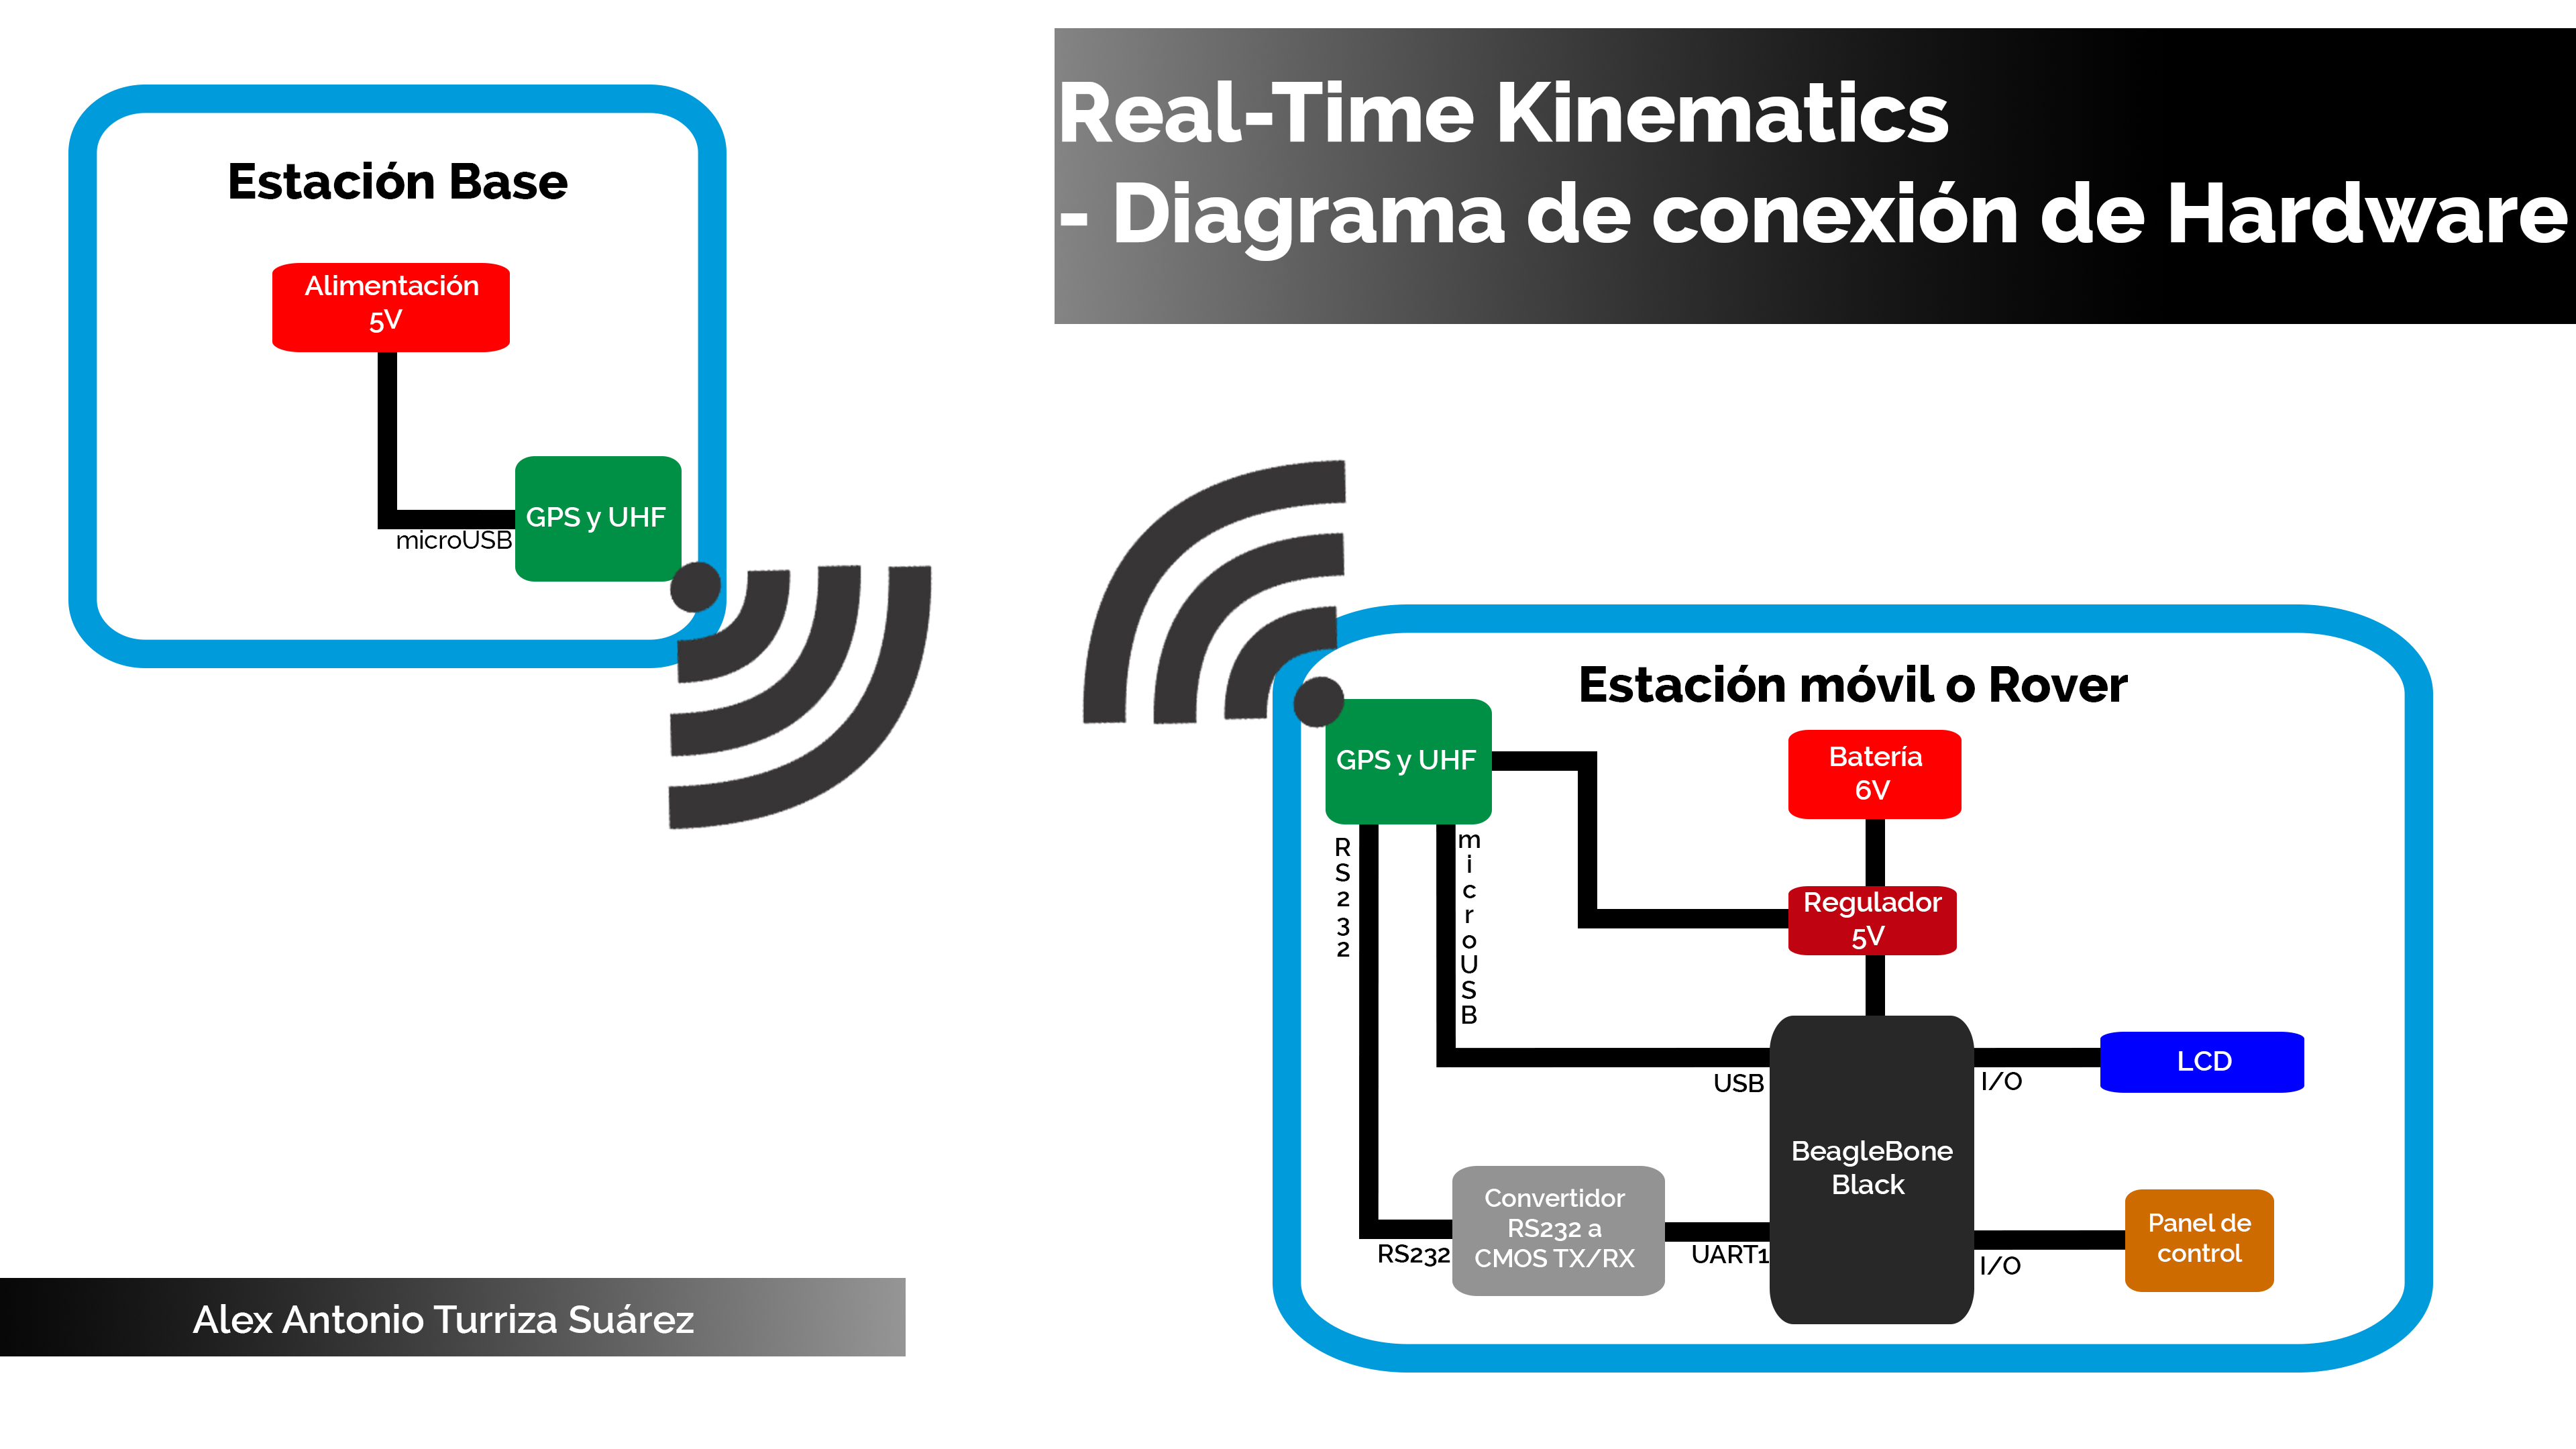 Real-Time Kinematics
- Diagrama de conexión de Hardware
Estación Base
Alimentación
5V
GPS y UHF
microUSB
Estación móvil o Rover
GPS y UHF
Batería
6V
Regulador
5V
RS232
microUSB
USB
I/O
LCD
BeagleBone
Black
Convertidor
RS232 a
CMOS TX/RX
RS232
UART1
I/O
Panel de
control
Alex Antonio Turriza Suárez